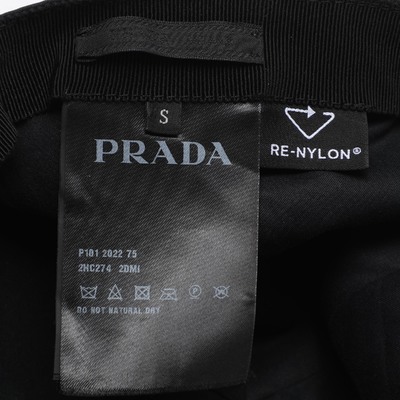 S
PRADA
RE-NYLON®
P181 2022 75
2HC274 2DMI
DO NOT NATURAL DRY